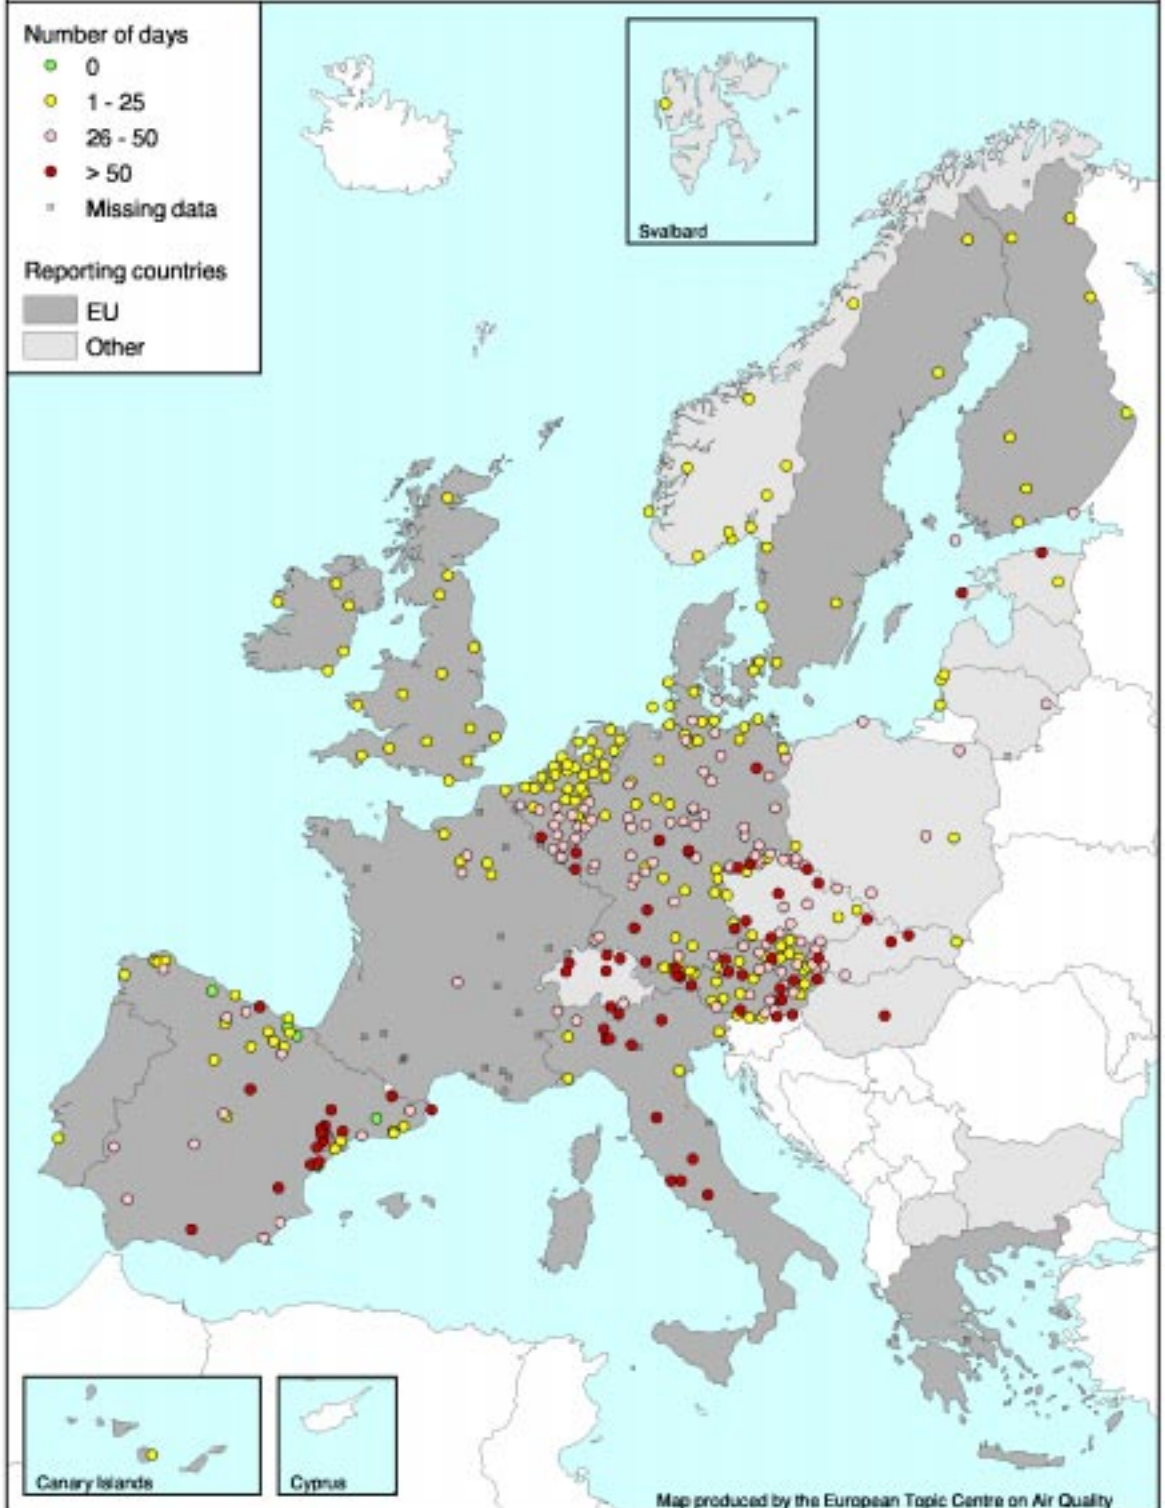 Number of days
0
1 - 25
26 - 50
> 50
Missing data
Reporting countries
EU
Other
Svalbard
Canary Islands
Cyprus
Map produced by the European Topic Centre on Air Quality